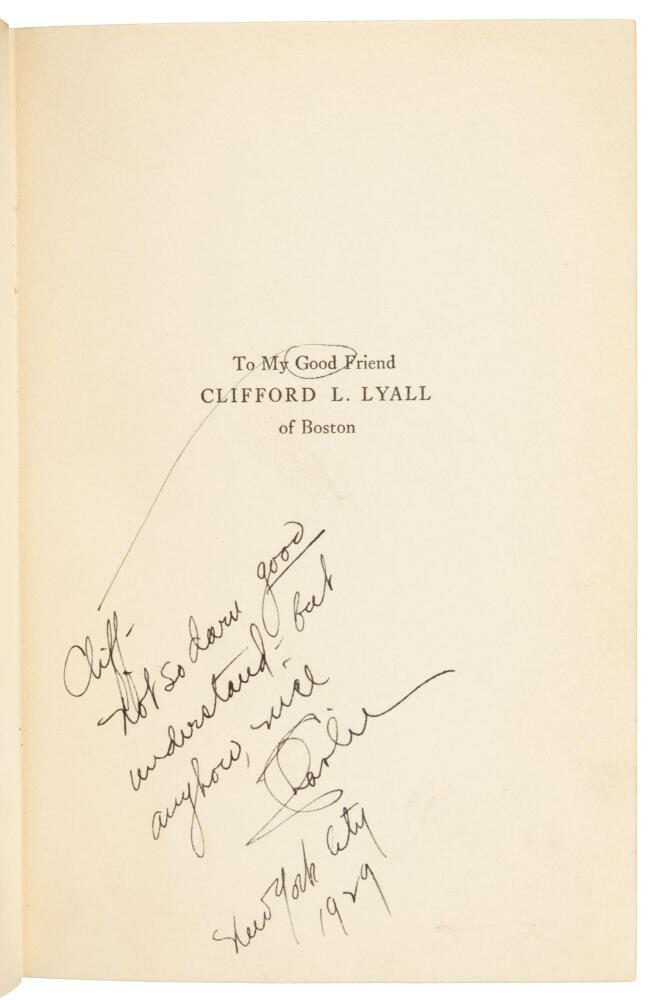 To My Good Friend
CLIFFORD L. LYALL
of Boston
Cliff-
Not so darn good
understand - but
anyhow, nice
Charlie
New York City
1929